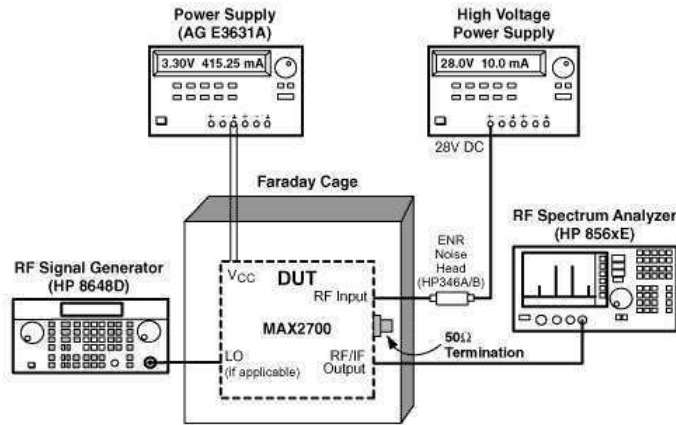 Power Supply
(AG E3631A)
High Voltage
Power Supply
3.30V 415.25 mA
28.0V 10.0 mA
28V DC
Faraday Cage
RF Spectrum Analyzer
(HP 856xE)
ENR
Noise
Head
(HP346A/B)
RF Signal Generator
(HP 8648D)
VCC
DUT
RF Input
MAX2700
50Ω
Termination
LO
(if applicable)
RF/IF
Output